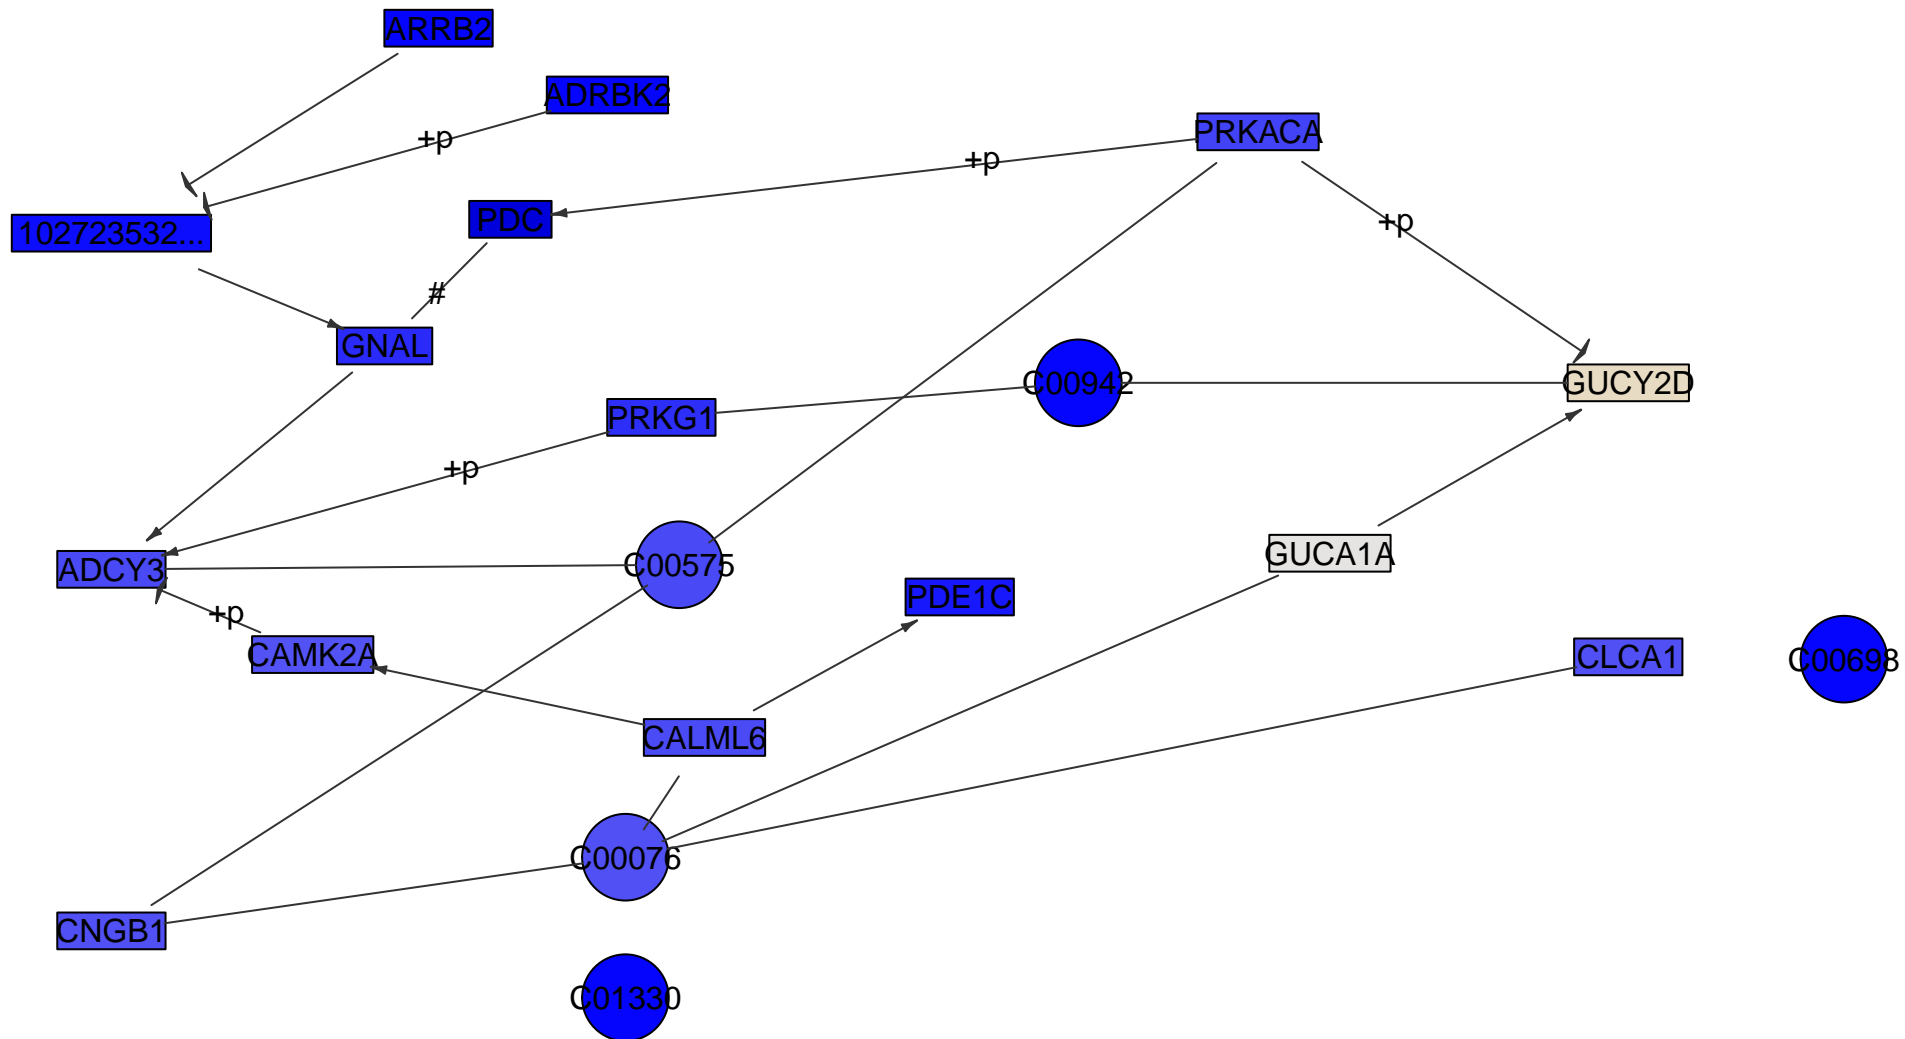 ARRB2
ADRBK2
+p
PRKACA
+p
102723532...
PDC
+p
#
GNAL
C00942
GUCY2D
PRKG1
+p
ADCY3
C00575
GUCA1A
PDE1C
+p
CAMK2A
CLCA1
C00698
CALML6
C00076
CNGB1
C01330